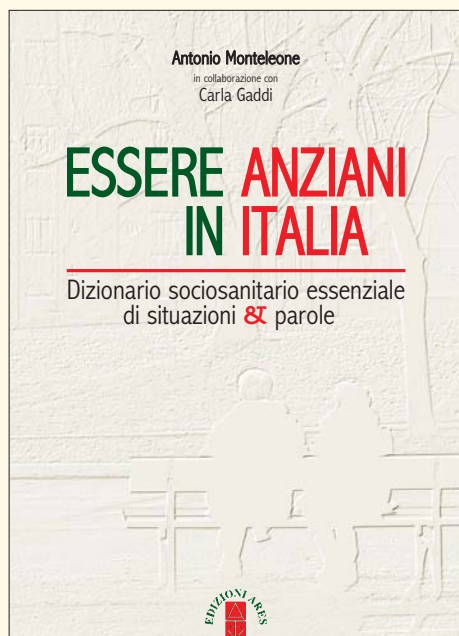 Antonio Monteleone
in collaborazione con
Carla Gaddi
ESSERE ANZIANI
IN ITALIA
Dizionario sociosanitario essenziale
di situazioni & parole
EDIZIONI ARES